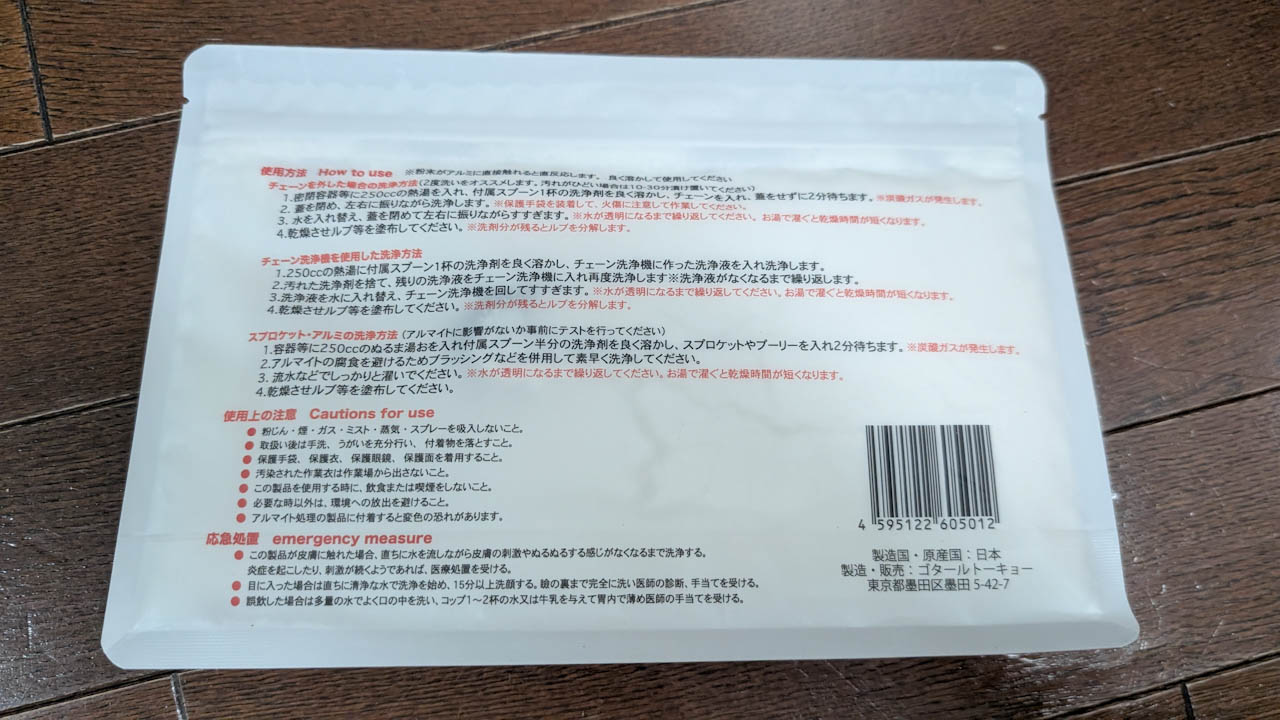 使用方法 How to use ※粉末がアルミに直接触れると直反応します。 良く溶かして使用してください
チェーンを外した場合の洗浄方法(2度洗いをオススメします。汚れがひどい場合は10-30分漬け置いてください)
1.密閉容器等に250ccの熱湯を入れ、付属スプーン1杯の洗浄剤を良く溶かし、チェーンを入れ、蓋をせずに2分待ちます。※炭酸ガスが発生します。
2. 蓋を閉め、左右に振りながら洗浄します。※保護手袋を装着して、火傷に注意して作業してください。
3. 水を入れ替え、蓋を閉めて左右に振りながらすすぎます。※水が透明になるまで繰り返してください。お湯で濯ぐと乾燥時間が短くなります。
4.乾燥させルブ等を塗布してください。※洗剤分が残るとルブを分解します。
チェーン洗浄機を使用した洗浄方法
1.250ccの熱湯に付属スプーン1杯の洗浄剤を良く溶かし、チェーン洗浄機に作った洗浄液を入れ洗浄します。
2.汚れた洗浄剤を捨て、残りの洗浄液をチェーン洗浄機に入れ再度洗浄します※洗浄液がなくなるまで繰り返します。
3.洗浄液を水に入れ替え、チェーン洗浄機を回してすすぎます。※水が透明になるまで繰り返してください。お湯で濯ぐと乾燥時間が短くなります。
4.乾燥させルブ等を塗布してください。※洗剤分が残るとルブを分解します。
スプロケット・アルミの洗浄方法(アルマイトに影響がないか事前にテストを行ってください)
1.容器等に250ccのぬるま湯おを入れ付属スプーン半分の洗浄剤を良く溶かし、スプロケットやプーリーを入れ2分待ちます。※炭酸ガスが発生します。
2.アルマイトの腐食を避けるためブラッシングなどを併用して素早く洗浄してください。
3. 流水などでしっかりと濯いでください。※水が透明になるまで繰り返してください。お湯で濯ぐと乾燥時間が短くなります。
4.乾燥させルブ等を塗布してください。
使用上の注意 Cautions for use
● 粉じん・煙・ガス・ミスト・蒸気・スプレーを吸入しないこと。
● 取扱い後は手洗、うがいを充分行い、付着物を落とすこと。
● 保護手袋、保護衣、保護眼鏡、保護面を着用すること。
● 汚染された作業衣は作業場から出さないこと。
● この製品を使用する時に、飲食または喫煙をしないこと。
● 必要な時以外は、環境への放出を避けること。
● アルマイト処理の製品に付着すると変色の恐れがあります。
応急処置 emergency measure
● この製品が皮膚に触れた場合、直ちに水を流しながら皮膚の刺激やぬるぬるする感じがなくなるまで洗浄する。
炎症を起こしたり、刺激が続くようであれば、医療処置を受ける。
● 目に入った場合は直ちに清浄な水で洗浄を始め、15分以上洗顔する。瞼の裏まで完全に洗い医師の診断、手当てを受ける。
● 誤飲した場合は多量の水でよく口の中を洗い、コップ1~2杯の水又は牛乳を与えて胃内で薄め医師の手当てを受ける。
4 595122 605012
製造国・原産国:日本
製造・販売:ゴタールトーキョー
東京都墨田区墨田 5-42-7